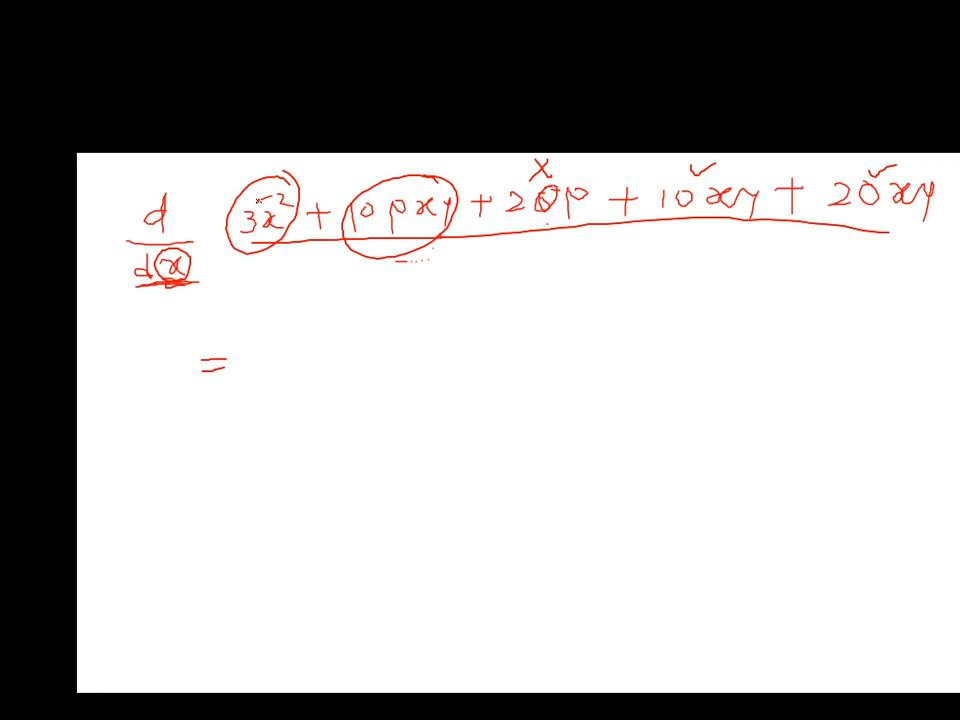 d/dx 3x² + 10pxy + 20p + 10xy + 20xy
=